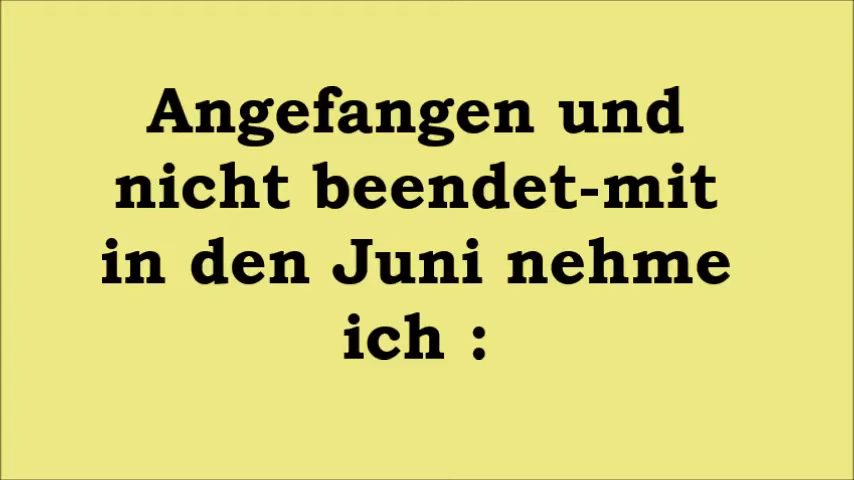 Angefangen und
nicht beendet-mit
in den Juni nehme
ich :